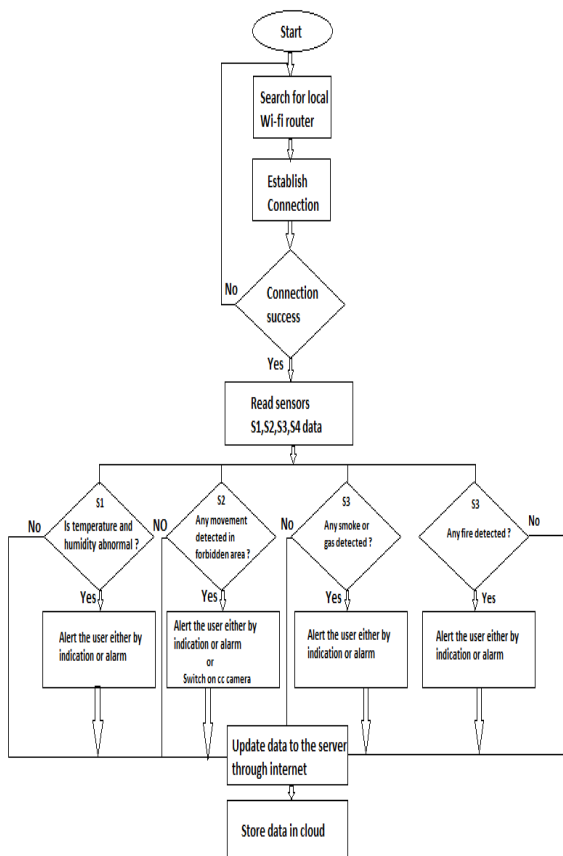 Start
Search for local
Wi-fi router
Establish
Connection
No
Connection
success
Yes
Read sensors
S1,S2,S3,S4 data
S1
No
Is temperature and
humidity abnormal ?
Yes
S2
NO
Any movement
detected in
forbidden area ?
Yes
S3
No
Any smoke or
gas detected ?
Yes
S3
Any fire detected ?
No
Yes
Alert the user either by
indication or alarm
Alert the user either by
indication or alarm
or
Switch on cc camera
Alert the user either by
indication or alarm
Alert the user either by
indication or alarm
Update data to the server
through internet
Store data in cloud